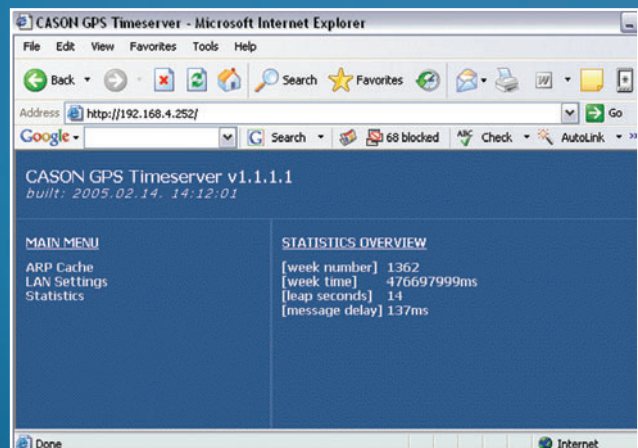 CASON GPS Timeserver - Microsoft Internet Explorer
File Edit View Favorites Tools Help
Back Search Favorites
Address http://192.168.4.252/ Go
Google Search 68 blocked ABC Check AutoLink »
CASON GPS Timeserver v1.1.1.1
built: 2005.02.14. 14:12:01
MAIN MENU
ARP Cache
LAN Settings
Statistics
STATISTICS OVERVIEW
[week number] 1362
[week time] 476697999ms
[leap seconds] 14
[message delay] 137ms
Done Internet